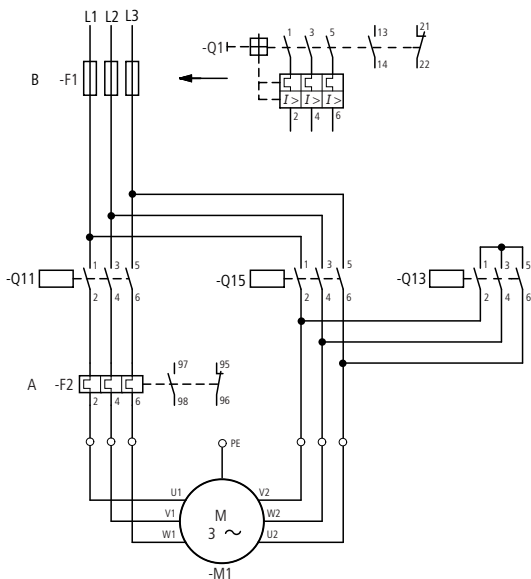 L1 L2 L3
-Q1 1 3 5 13 21
14 22
I> I> I>
2 4 6
B -F1
-Q11 1 3 5
2 4 6
-Q15 1 3 5
2 4 6
-Q13 1 3 5
2 4 6
A -F2 97 95
2 4 6 98 96
PE
U1 V2
V1 M W2
W1 3 ~ U2
-M1